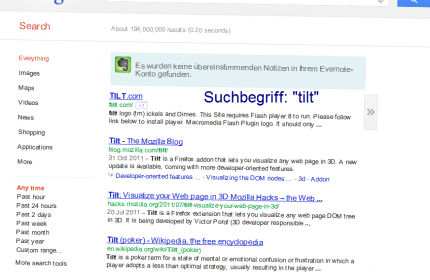 g
Search
About 194,000,000 results (0.20 seconds)
Everything
Images
Maps
Videos
News
Shopping
Applications
More
Any time
Past hour
Past 24 hours
Past 2 days
Past week
Past month
Past year
Custom range...
More search tools
Es wurden keine übereinstimmenden Notizen in Ihrem Evernote-
Konto gefunden.
Suchbegriff: "tilt"
TILT.com
tilt.com/ +1
tilt logo (tm) ickels and Dimes. This Site requires Flash player 8 to run. Please follow
link below to install player. Macromedia Flash Plugin logo. It should only ...
»
Tilt - The Mozilla Blog
blog.mozilla.com/tilt/
31 Oct 2011 – Tilt is a Firefox addon that lets you visualize any web page in 3D. A new
update is available, coming with more developer-oriented features.
Developer-oriented features ... - Visualizing the DOM nodes ... - 3d - Addon
Tilt: Visualize your Web page in 3D Mozilla Hacks – the Web ...
hacks.mozilla.org/2011/07/tilt-visualize-your-web-page-in-3d/
20 Jul 2011 – Tilt is a Firefox extension that lets you visualize any web page DOM tree
in 3D. It is being developed by Victor Porof (3D developer responsible ...
Tilt (poker) - Wikipedia, the free encyclopedia
en.wikipedia.org/wiki/Tilt_(poker)
Tilt is a poker term for a state of mental or emotional confusion or frustration in which a
player adopts a less than optimal strategy, usually resulting in the player ...